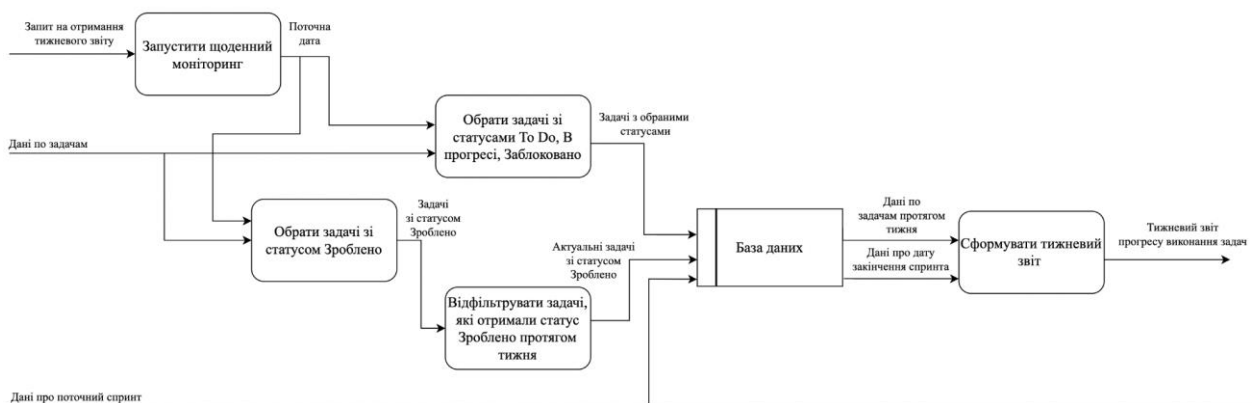 Запит на отримання
тижневого звіту
Запустити щоденний
моніторинг
Поточна
дата
Дані по задачам
Обрати задачі зі
статусами To Do, В
прогресі, Заблоковано
Задачі з обраними
статусами
Обрати задачі зі
статусом Зроблено
Задачі
зі статусом
Зроблено
Відфільтрувати задачі,
які отримали статус
Зроблено протягом
тижня
Актуальні задачі
зі статусом
Зроблено
База даних
Дані по
задачам протягом
тижня
Дані про дату
закінчення спринта
Сформувати тижневий
звіт
Тижневий звіт
прогресу виконання задач
Дані про поточний спринт